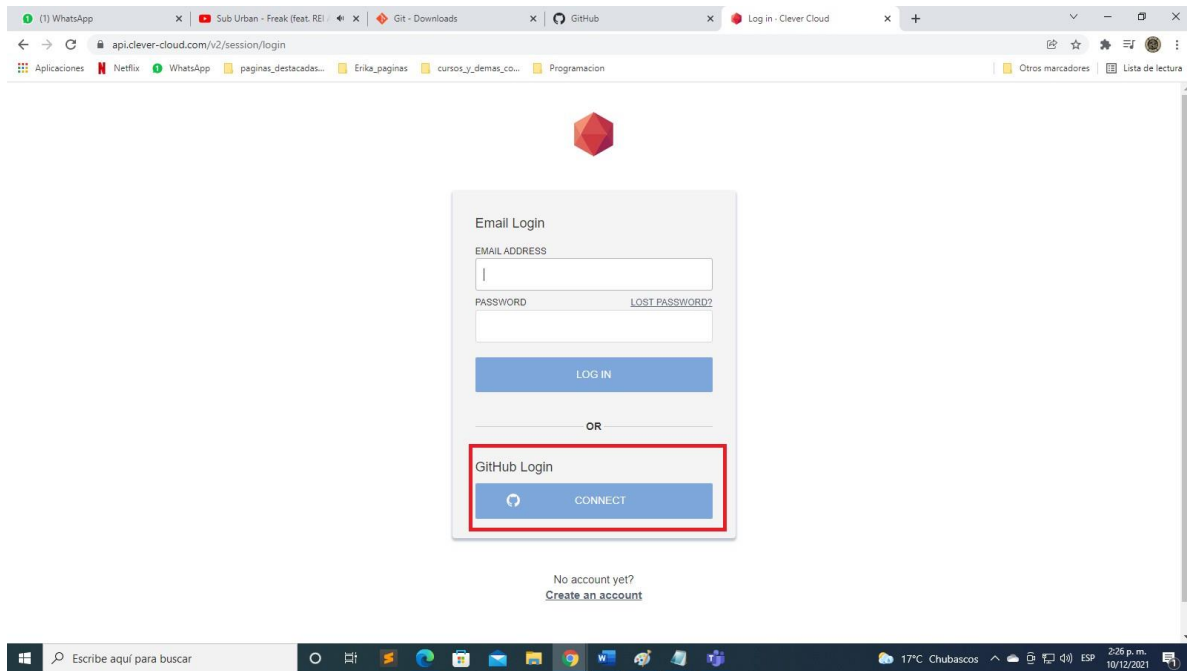 (1) WhatsApp
Sub Urban - Freak (feat. REI
Git - Downloads
GitHub
Log in - Clever Cloud
api.clever-cloud.com/v2/session/login
Aplicaciones
Netflix
WhatsApp
paginas_destacadas...
Erika_paginas
cursos_y_demas_co...
Programacion
Otros marcadores
Lista de lectura
Email Login
EMAIL ADDRESS
PASSWORD LOST PASSWORD?
LOG IN
OR
GitHub Login
CONNECT
No account yet?
Create an account
Escribe aquí para buscar
17°C Chubascos
ESP
2:26 p. m.
10/12/2021